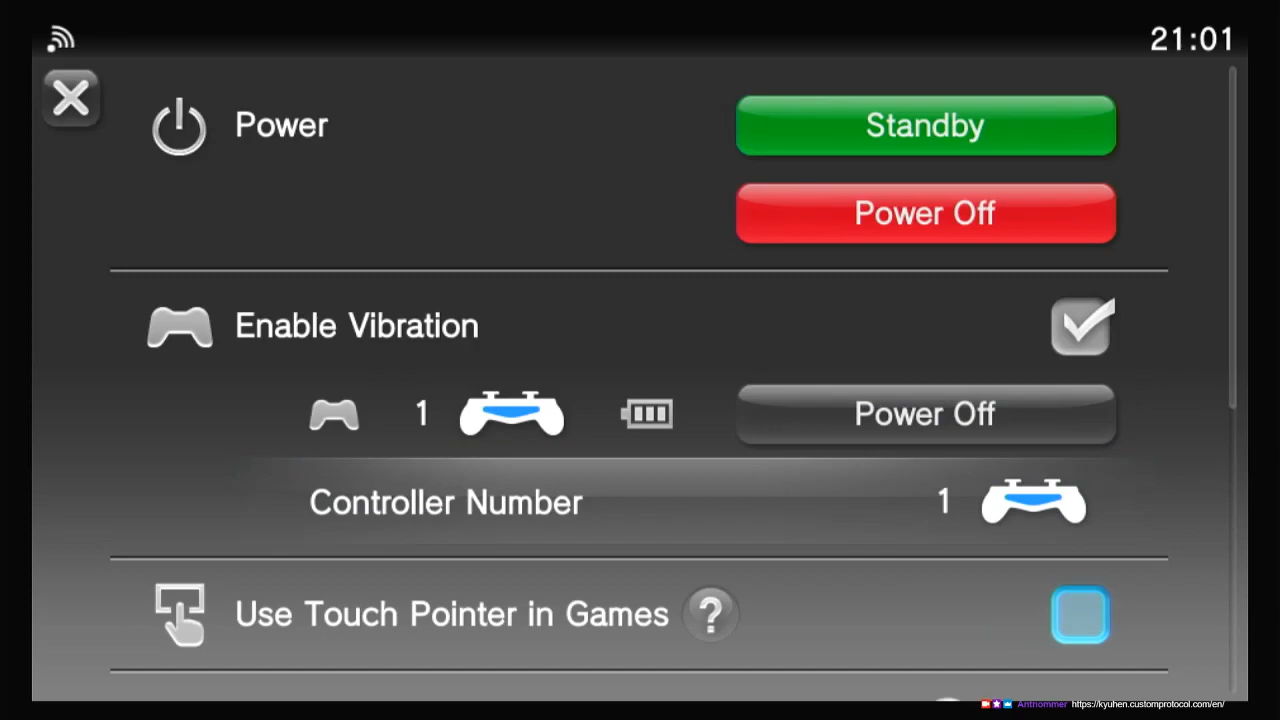 21:01
Power
Standby
Power Off
Enable Vibration
1
Power Off
Controller Number
1
Use Touch Pointer in Games
?
Antnommer https://kyuhen.customprotocol.com/en/